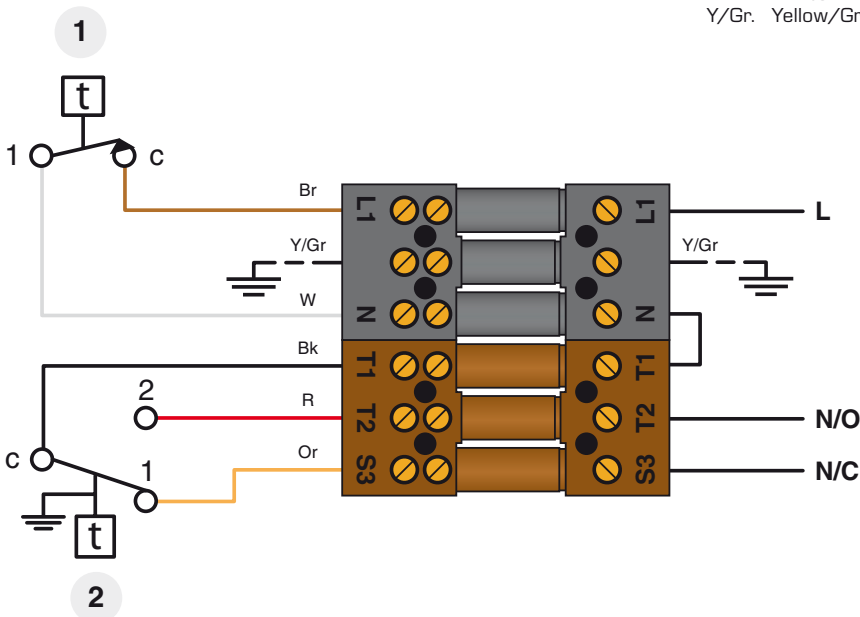 Y/Gr. Yellow/Gr
1
t
1 c
Br L1 L1 L
Y/Gr Y/Gr
W N N
Bk T1 T1
2 R T2 T2 N/O
c 1 Or S3 S3 N/C
t
2